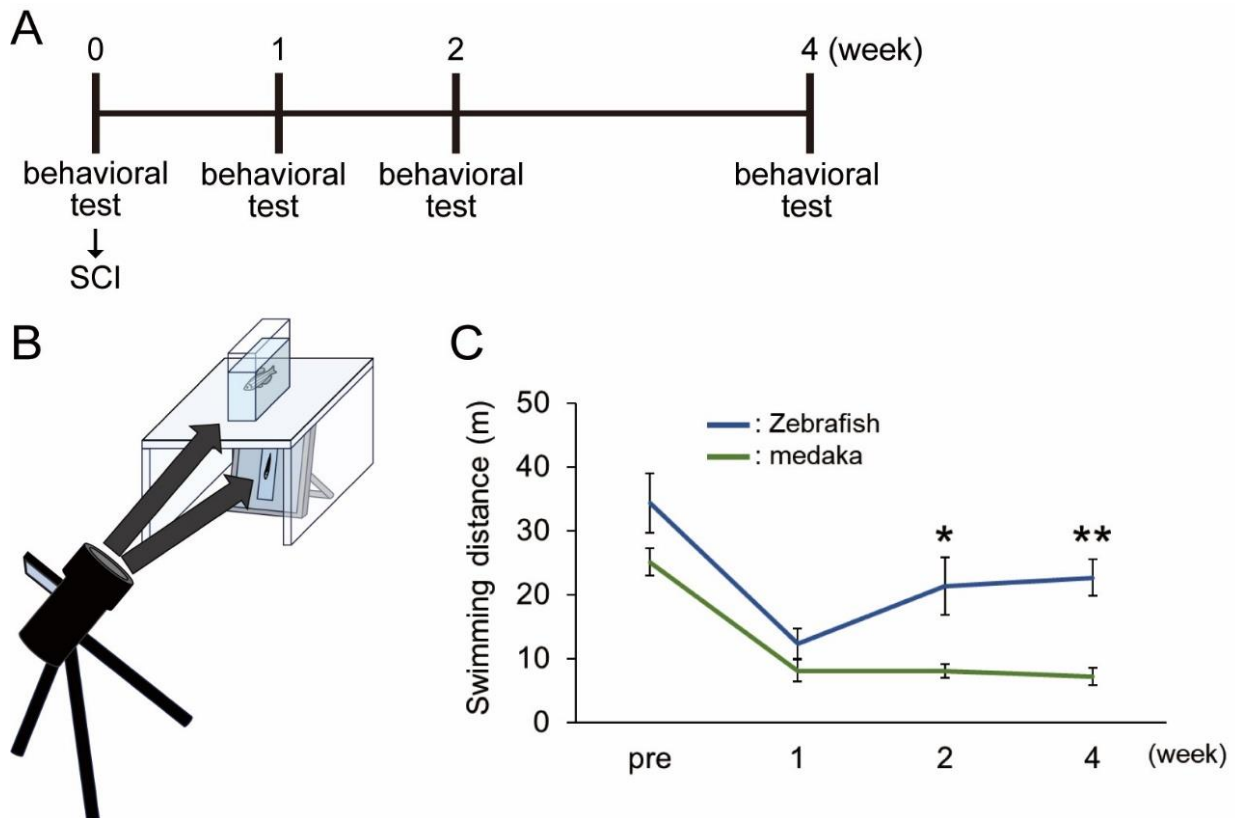 A
0 1 2 4 (week)
behavioral behavioral behavioral behavioral
test test test test
SCI
B
C
Swimming distance (m)
50
40
30
20
10
0
: Zebrafish
: medaka
* **
pre 1 2 4 (week)